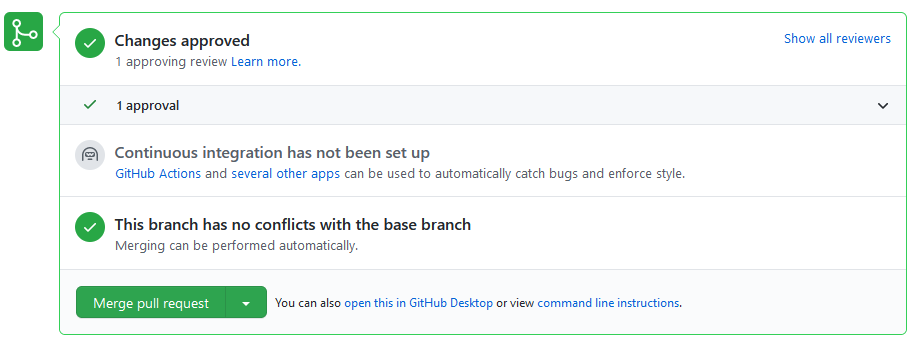 Changes approved
Show all reviewers
1 approving review Learn more.
1 approval
Continuous integration has not been set up
GitHub Actions and several other apps can be used to automatically catch bugs and enforce style.
This branch has no conflicts with the base branch
Merging can be performed automatically.
Merge pull request
You can also open this in GitHub Desktop or view command line instructions.